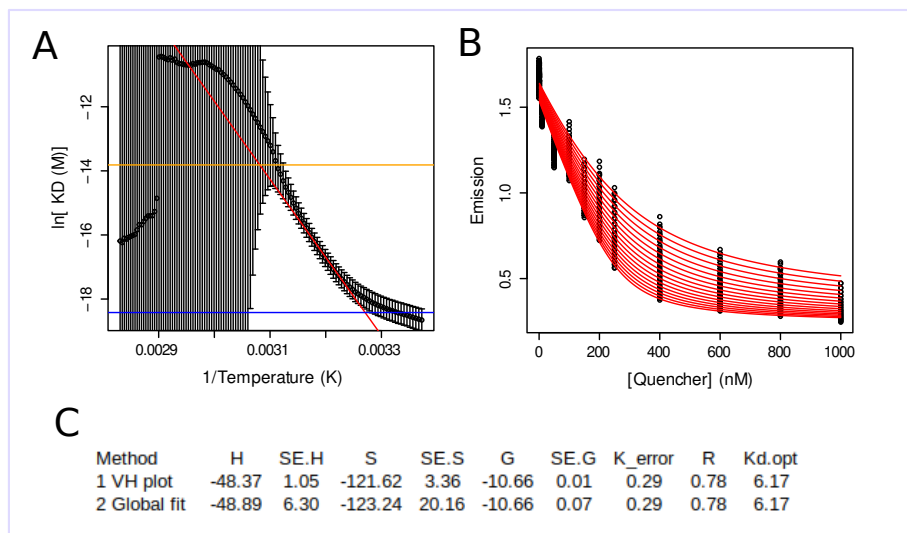 A
ln[ KD (M)]
-12
-14
-16
-18
0.0029
0.0031
0.0033
1/Temperature (K)
B
Emission
1.5
1.0
0.5
0
200
400
600
800
1000
[Quencher] (nM)
C
Method H SE.H S SE.S G SE.G K_error R Kd.opt
1 VH plot -48.37 1.05 -121.62 3.36 -10.66 0.01 0.29 0.78 6.17
2 Global fit -48.89 6.30 -123.24 20.16 -10.66 0.07 0.29 0.78 6.17